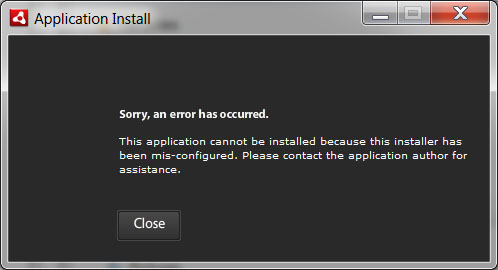 Application Install
Sorry, an error has occurred.
This application cannot be installed because this installer has
been mis-configured. Please contact the application author for
assistance.
Close